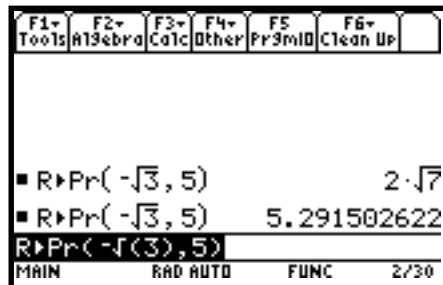 F1▾ F2▾ F3▾ F4▾ F5 F6▾
Tools Algebra Calc Other PrgmIO Clean Up
▪ R▸Pr(-√3, 5) 2·√7
▪ R▸Pr(-√3, 5) 5.291502622
R▸Pr(-√(3),5)
MAIN RAD AUTO FUNC 2/30